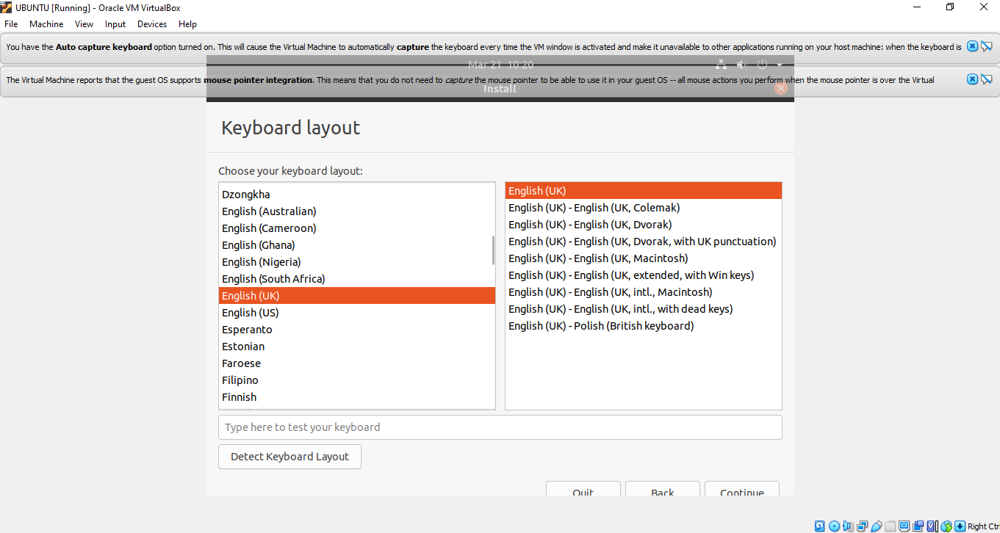 UBUNTU [Running] - Oracle VM VirtualBox
File Machine View Input Devices Help
You have the Auto capture keyboard option turned on. This will cause the Virtual Machine to automatically capture the keyboard every time the VM window is activated and make it unavailable to other applications running on your host machine: when the keyboard is
Mar 21 10:20
The Virtual Machine reports that the guest OS supports mouse pointer integration. This means that you do not need to capture the mouse pointer to be able to use it in your guest OS -- all mouse actions you perform when the mouse pointer is over the Virtual
Install
Keyboard layout
Choose your keyboard layout:
Dzongkha
English (Australian)
English (Cameroon)
English (Ghana)
English (Nigeria)
English (South Africa)
English (UK)
English (US)
Esperanto
Estonian
Faroese
Filipino
Finnish
English (UK)
English (UK) - English (UK, Colemak)
English (UK) - English (UK, Dvorak)
English (UK) - English (UK, Dvorak, with UK punctuation)
English (UK) - English (UK, Macintosh)
English (UK) - English (UK, extended, with Win keys)
English (UK) - English (UK, intl., Macintosh)
English (UK) - English (UK, intl., with dead keys)
English (UK) - Polish (British keyboard)
Type here to test your keyboard
Detect Keyboard Layout
Quit Back Continue
Right Ctr